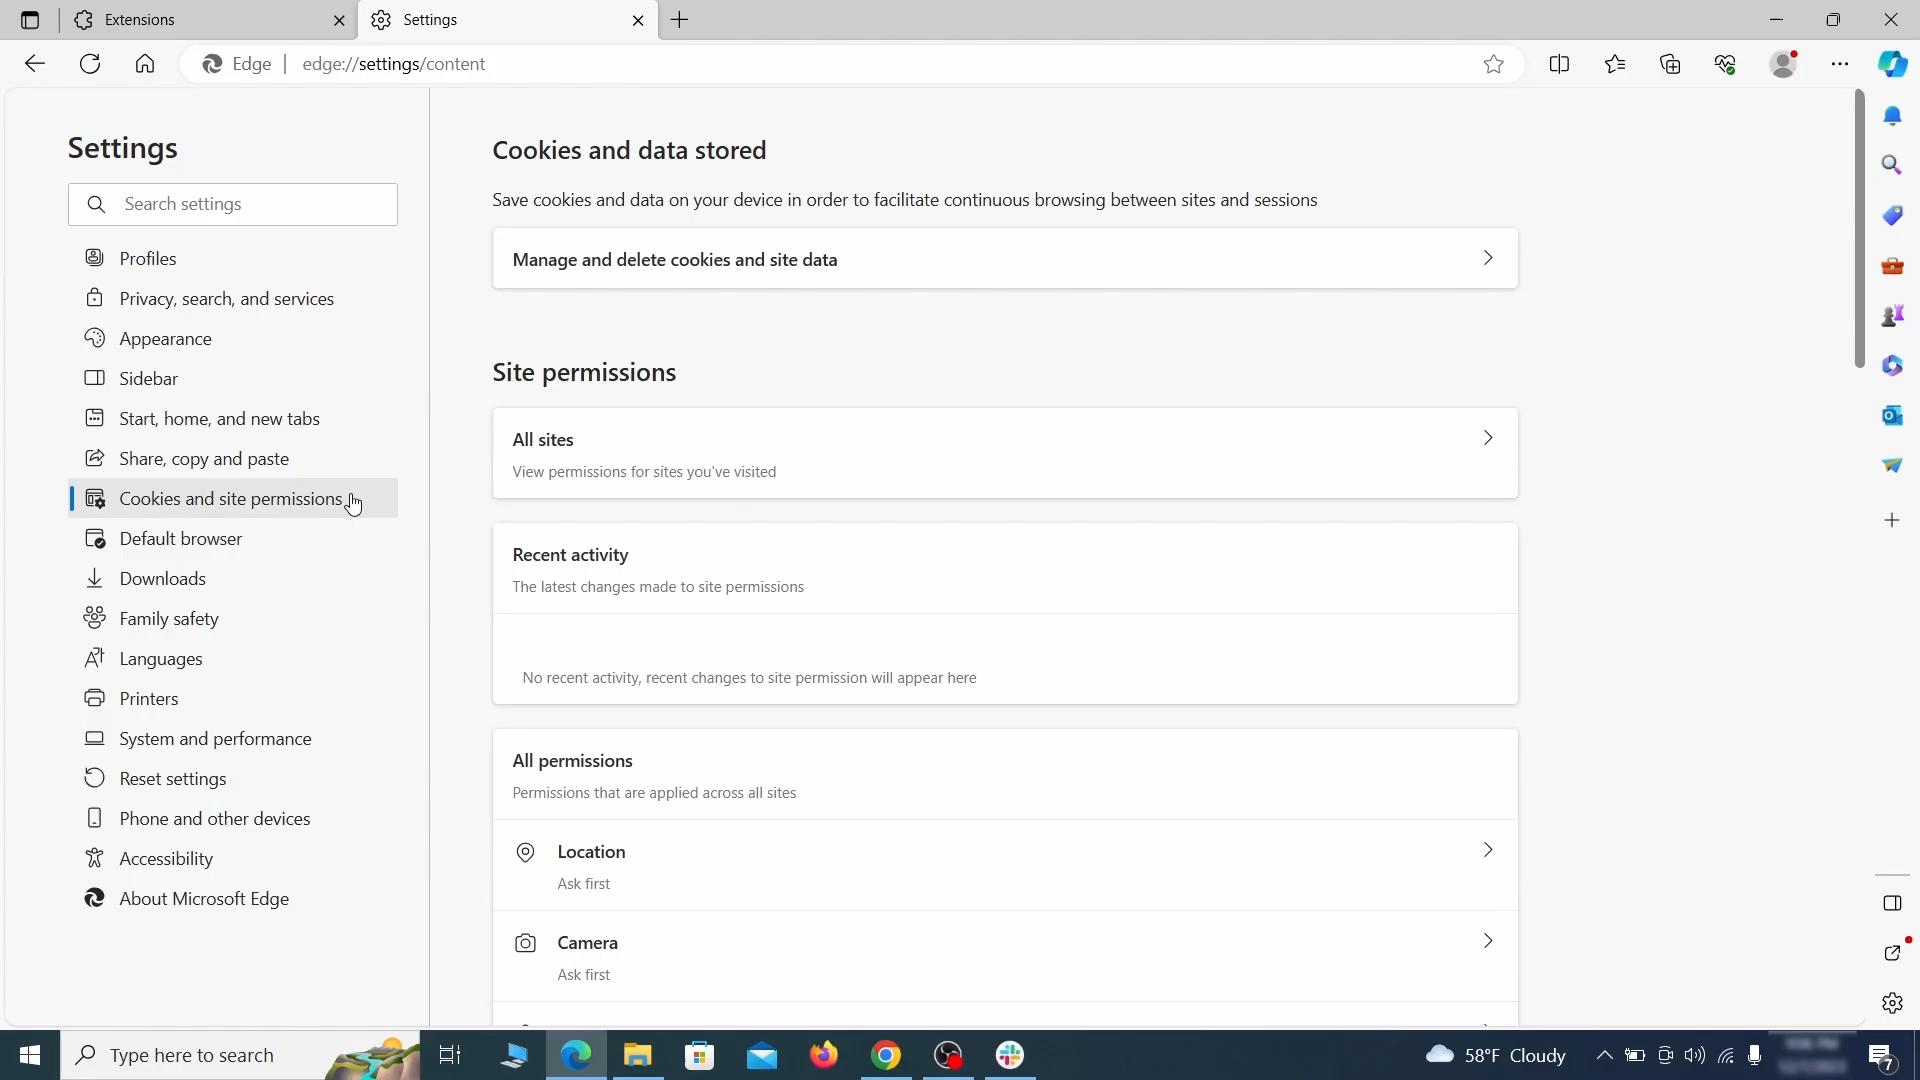 Extensions
Settings
Edge
edge://settings/content
Settings
Search settings
Profiles
Privacy, search, and services
Appearance
Sidebar
Start, home, and new tabs
Share, copy and paste
Cookies and site permissions
Default browser
Downloads
Family safety
Languages
Printers
System and performance
Reset settings
Phone and other devices
Accessibility
About Microsoft Edge
Cookies and data stored
Save cookies and data on your device in order to facilitate continuous browsing between sites and sessions
Manage and delete cookies and site data
Site permissions
All sites
View permissions for sites you've visited
Recent activity
The latest changes made to site permissions
No recent activity, recent changes to site permission will appear here
All permissions
Permissions that are applied across all sites
Location
Ask first
Camera
Ask first
Type here to search
58°F Cloudy
7